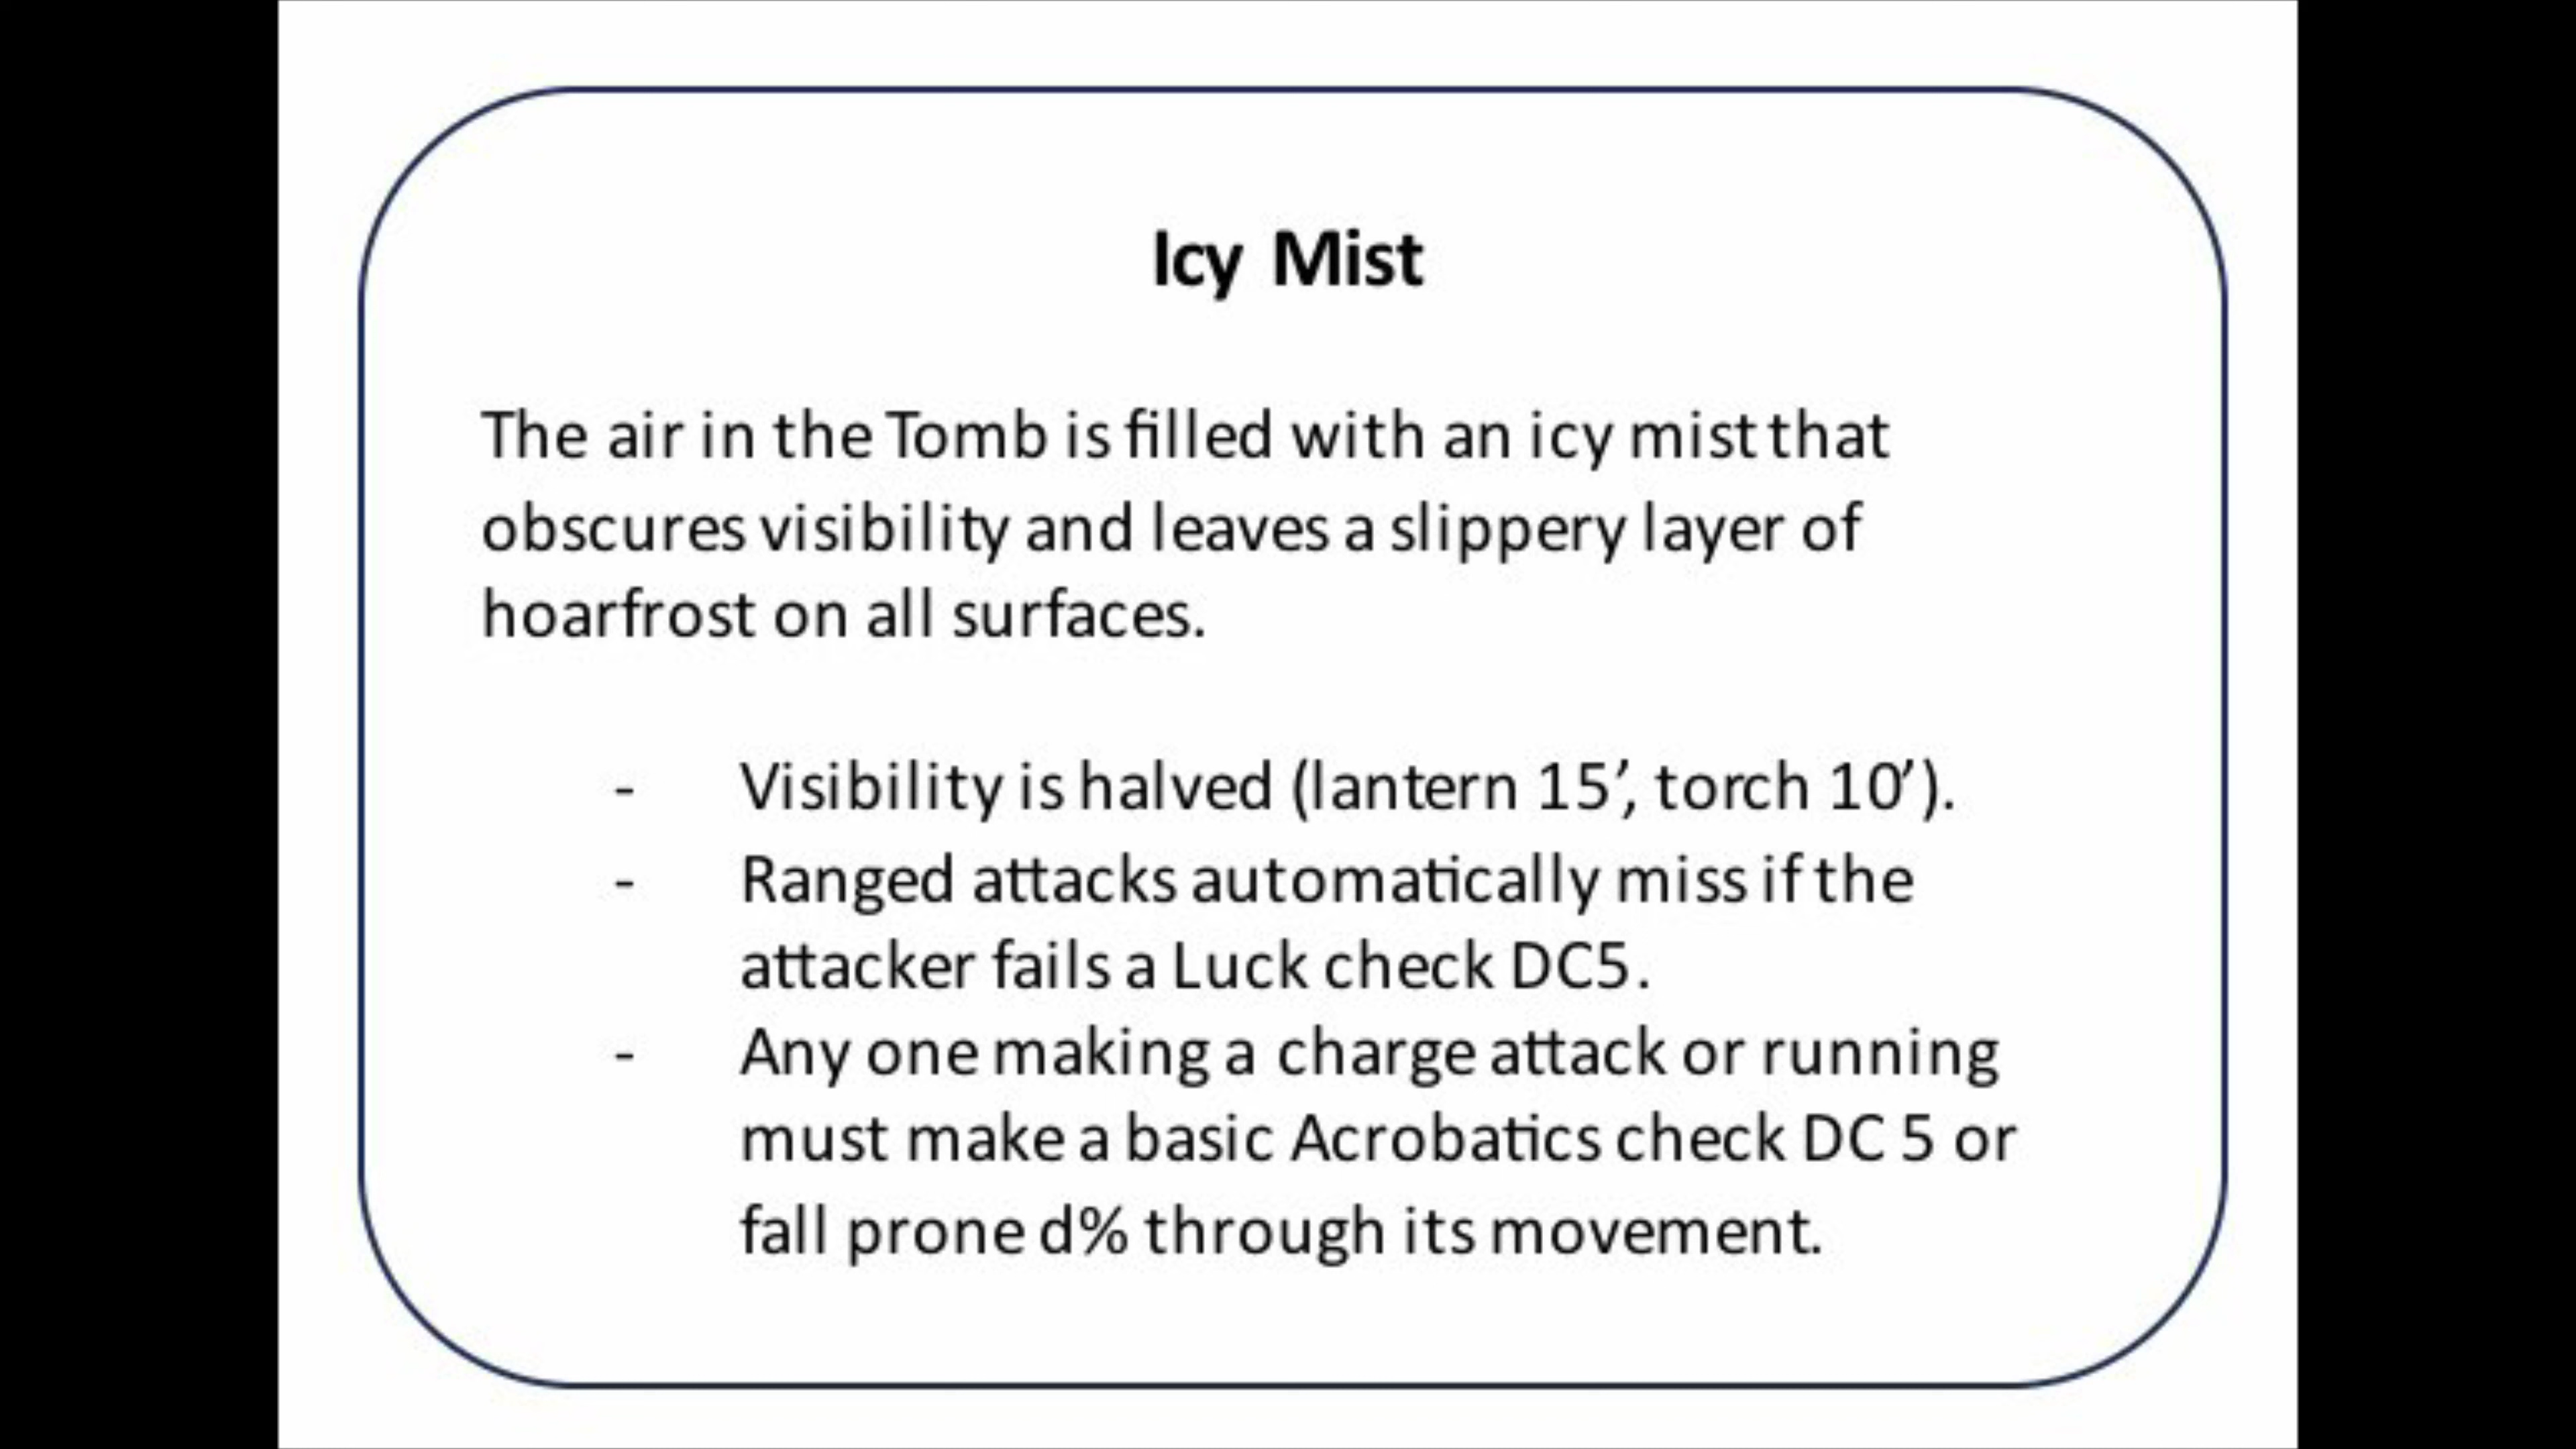 Icy Mist
The air in the Tomb is filled with an icy mist that
obscures visibility and leaves a slippery layer of
hoarfrost on all surfaces.
- Visibility is halved (lantern 15’, torch 10’).
- Ranged attacks automatically miss if the
attacker fails a Luck check DC5.
- Any one making a charge attack or running
must make a basic Acrobatics check DC 5 or
fall prone d% through its movement.